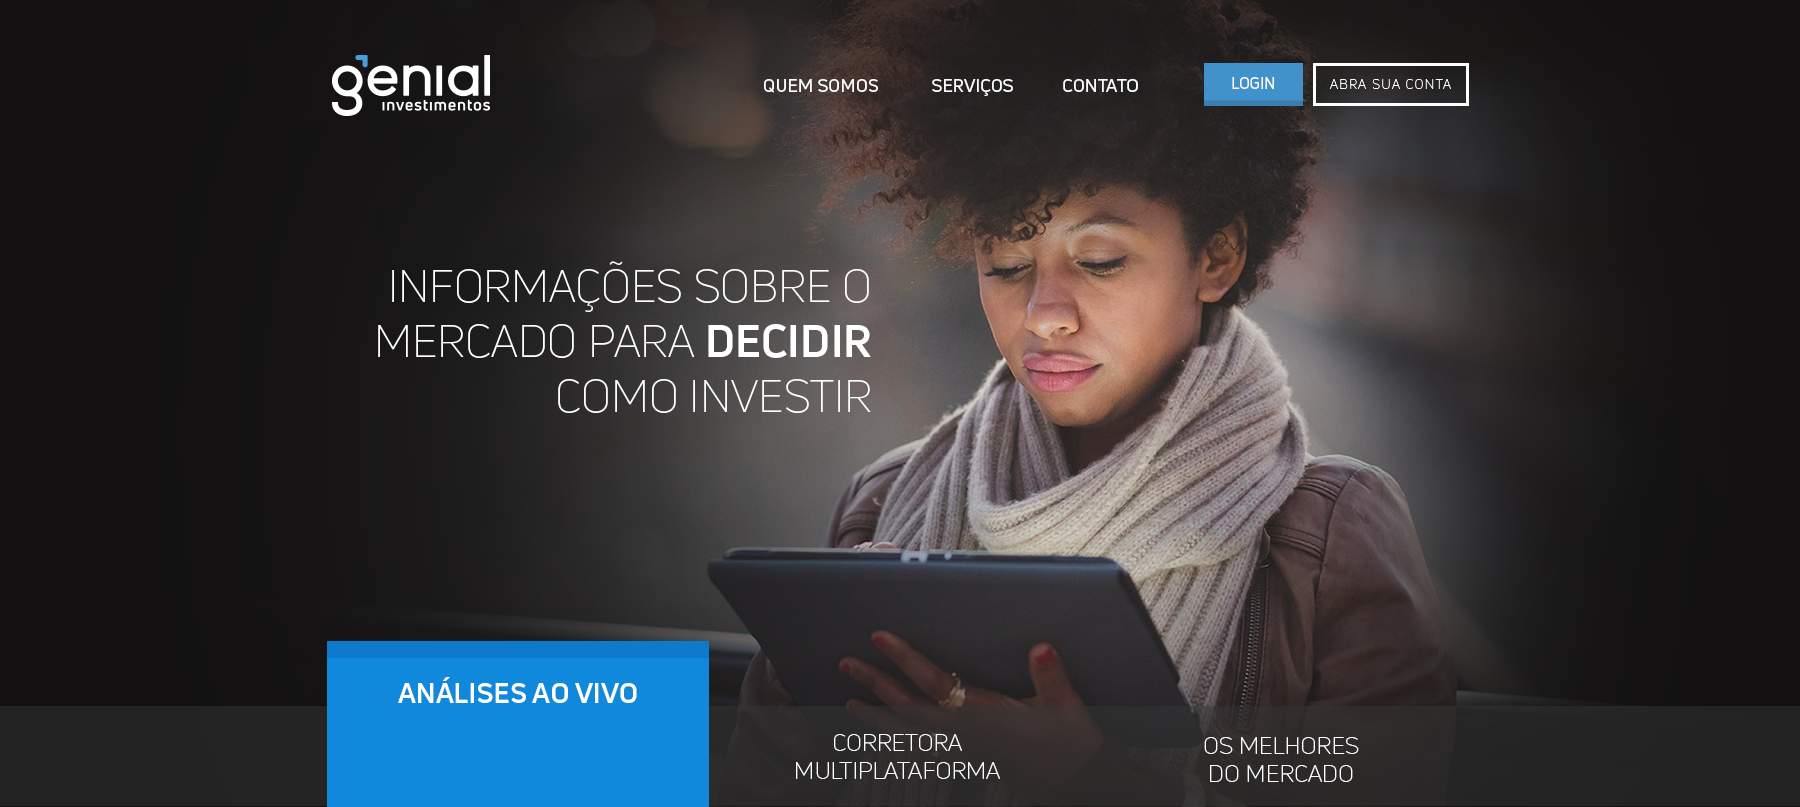 genial
investimentos
QUEM SOMOS
SERVIÇOS
CONTATO
LOGIN
ABRA SUA CONTA
INFORMAÇÕES SOBRE O
MERCADO PARA DECIDIR
COMO INVESTIR
ANÁLISES AO VIVO
CORRETORA
MULTIPLATAFORMA
OS MELHORES
DO MERCADO